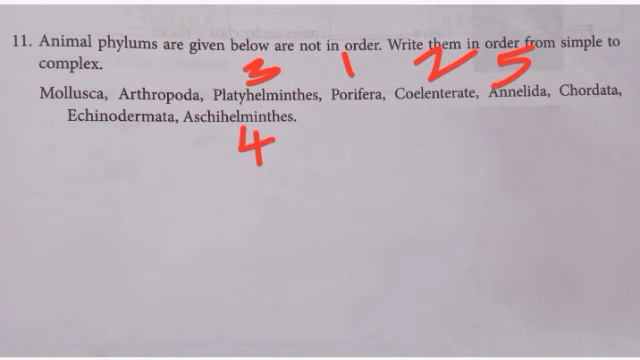 11. Animal phylums are given below are not in order. Write them in order from simple to
complex.
3 1 2 5
Mollusca, Arthropoda, Platyhelminthes, Porifera, Coelenterate, Annelida, Chordata,
Echinodermata, Aschihelminthes.
4